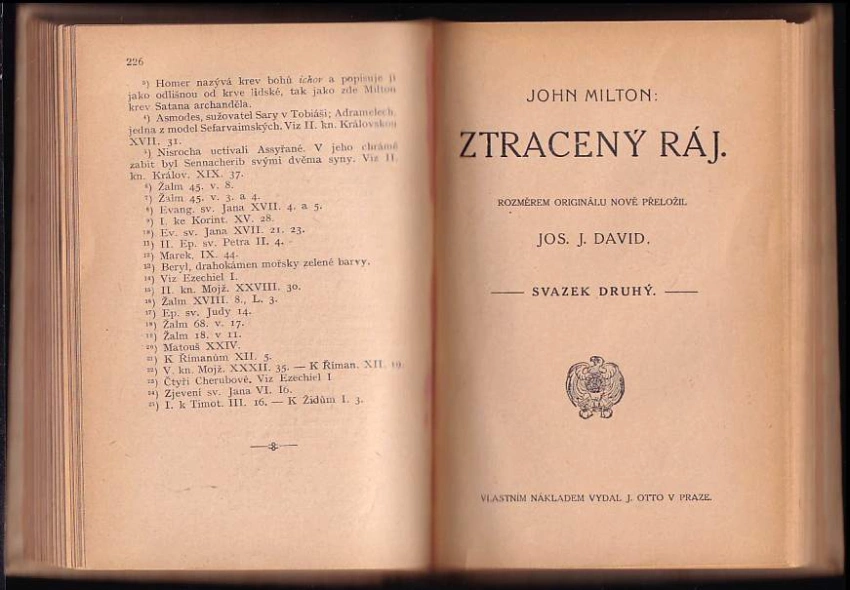 226
³) Homer nazývá krev bohů ichor a popisuje ji
jako odlišnou od krve lidské, tak jako zde Milton
krev Satana archanděla.
⁴) Asmodes, sužovatel Sary v Tobiáši; Adramelech,
jedna z model Sefarvaimských. Viz II. kn. Královskou
XVII. 31.
⁵) Nisrocha uctívali Assyřané. V jeho chrámě
zabit byl Sennacherib svými dvěma syny. Viz II.
kn. Králov. XIX. 37.
⁶) Žalm 45. v. 8.
⁷) Žalm 45. v. 3. a 4.
⁸) Evang. sv. Jana XVII. 4. a 5.
⁹) I. ke Korint. XV. 28.
¹⁰) Ev. sv. Jana XVII. 21. 23.
¹¹) II. Ep. sv. Petra II. 4.
¹²) Marek, IX. 44.
¹³) Beryl, drahokámen mořsky zelené barvy.
¹⁴) Viz Ezechiel I.
¹⁵) II. kn. Mojž. XXVIII. 30.
¹⁶) Žalm XVIII. 8., L. 3.
¹⁷) Ep. sv. Judy 14.
¹⁸) Žalm 68. v. 17.
¹⁹) Žalm 18. v 11.
²⁰) Matouš XXIV.
²¹) K Římanům XII. 5.
²²) V. kn. Mojž. XXXII. 35. — K Říman. XII. 19
²³) Čtyři Cherubové. Viz Ezechiel I
²⁴) Zjevení sv. Jana VI. 16.
²⁵) I. k Timot. III. 16. — K Židům I. 3.
JOHN MILTON:
ZTRACENÝ RÁJ.
ROZMĚREM ORIGINÁLU NOVĚ PŘELOŽIL
JOS. J. DAVID.
SVAZEK DRUHÝ.
VLASTNÍM NÁKLADEM VYDAL J. OTTO V PRAZE.